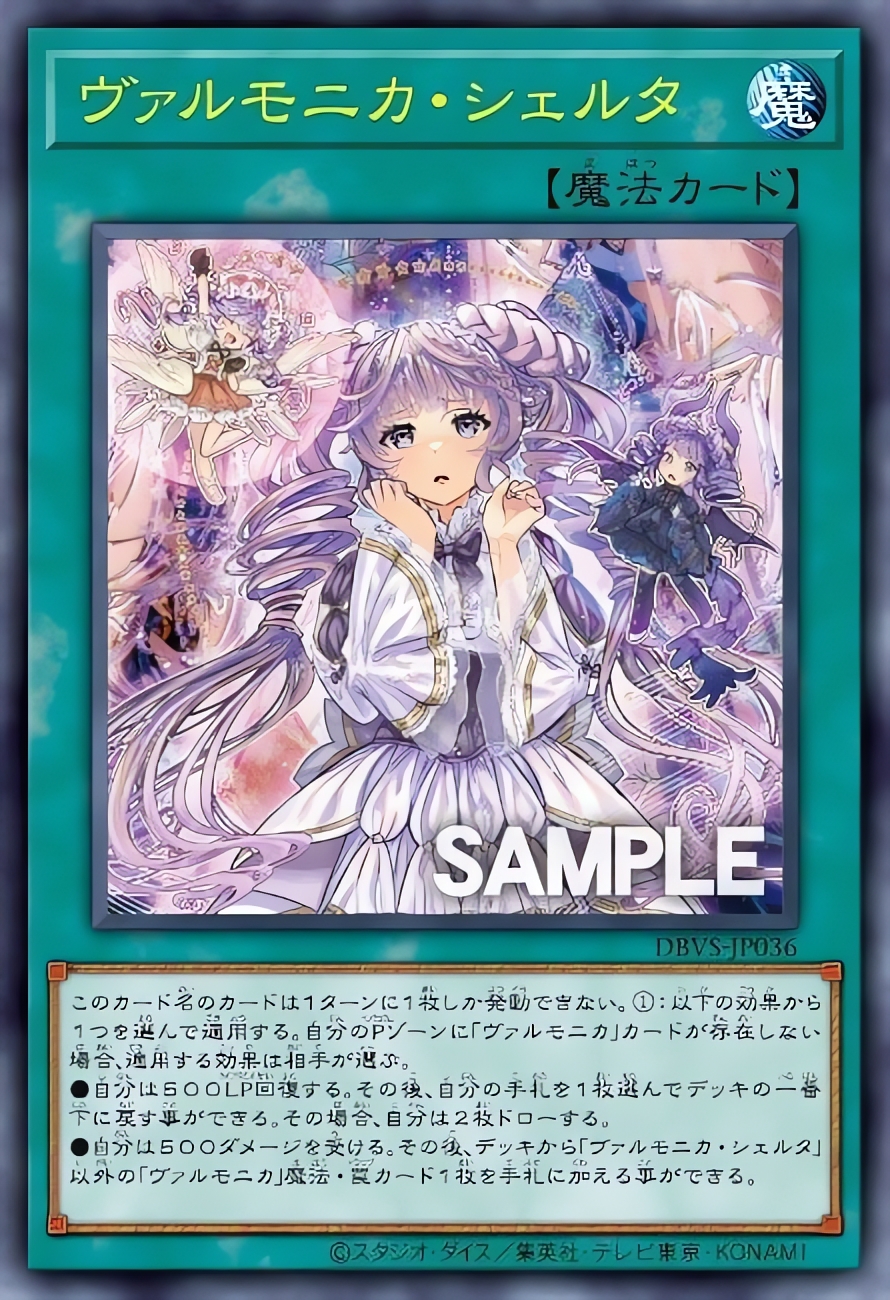 ヴァルモニカ・シェルタ
魔
【魔法カード】
SAMPLE
DBVS-JP036
このカード名のカードは1ターンに1枚しか発動できない。①：以下の効果から
1つを選んで適用する。自分のPゾーンに「ヴァルモニカ」カードが存在しない
場合、適用する効果は相手が選ぶ。
●自分は500LP回復する。その後、自分の手札を1枚選んでデッキの一番
下に戻す事ができる。その場合、自分は2枚ドローする。
●自分は500ダメージを受ける。その後、デッキから「ヴァルモニカ・シェルタ」
以外の「ヴァルモニカ」魔法・罠カード1枚を手札に加える事ができる。
©スタジオ・ダイス／集英社・テレビ東京・KONAMI